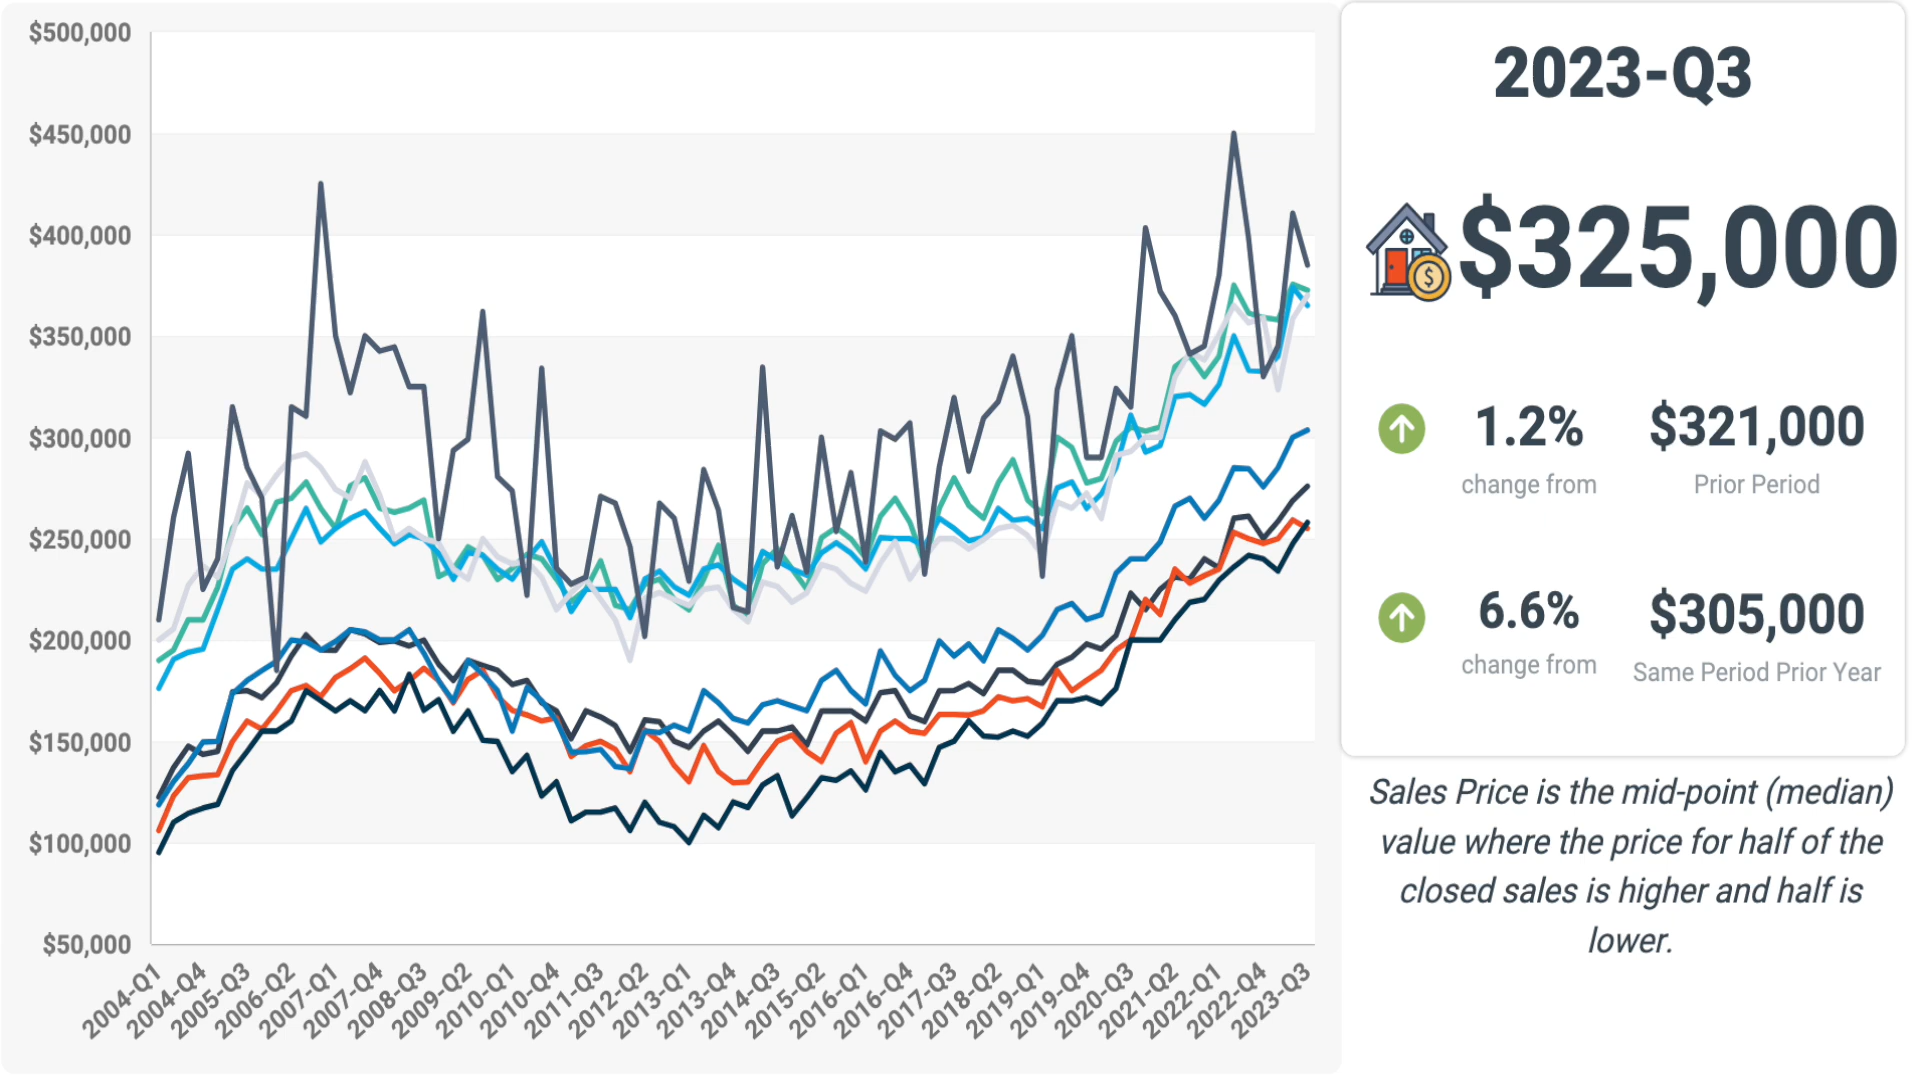 $500,000
$450,000
$400,000
$350,000
$300,000
$250,000
$200,000
$150,000
$100,000
$50,000
2004-Q1
2004-Q4
2005-Q3
2006-Q2
2007-Q1
2007-Q4
2008-Q3
2009-Q2
2010-Q1
2010-Q4
2011-Q3
2012-Q2
2013-Q1
2013-Q4
2014-Q3
2015-Q2
2016-Q1
2016-Q4
2017-Q3
2018-Q2
2019-Q1
2019-Q4
2020-Q3
2021-Q2
2022-Q1
2022-Q4
2023-Q3
2023-Q3
$325,000
1.2% $321,000
change from Prior Period
6.6% $305,000
change from Same Period Prior Year
Sales Price is the mid-point (median)
value where the price for half of the
closed sales is higher and half is
lower.